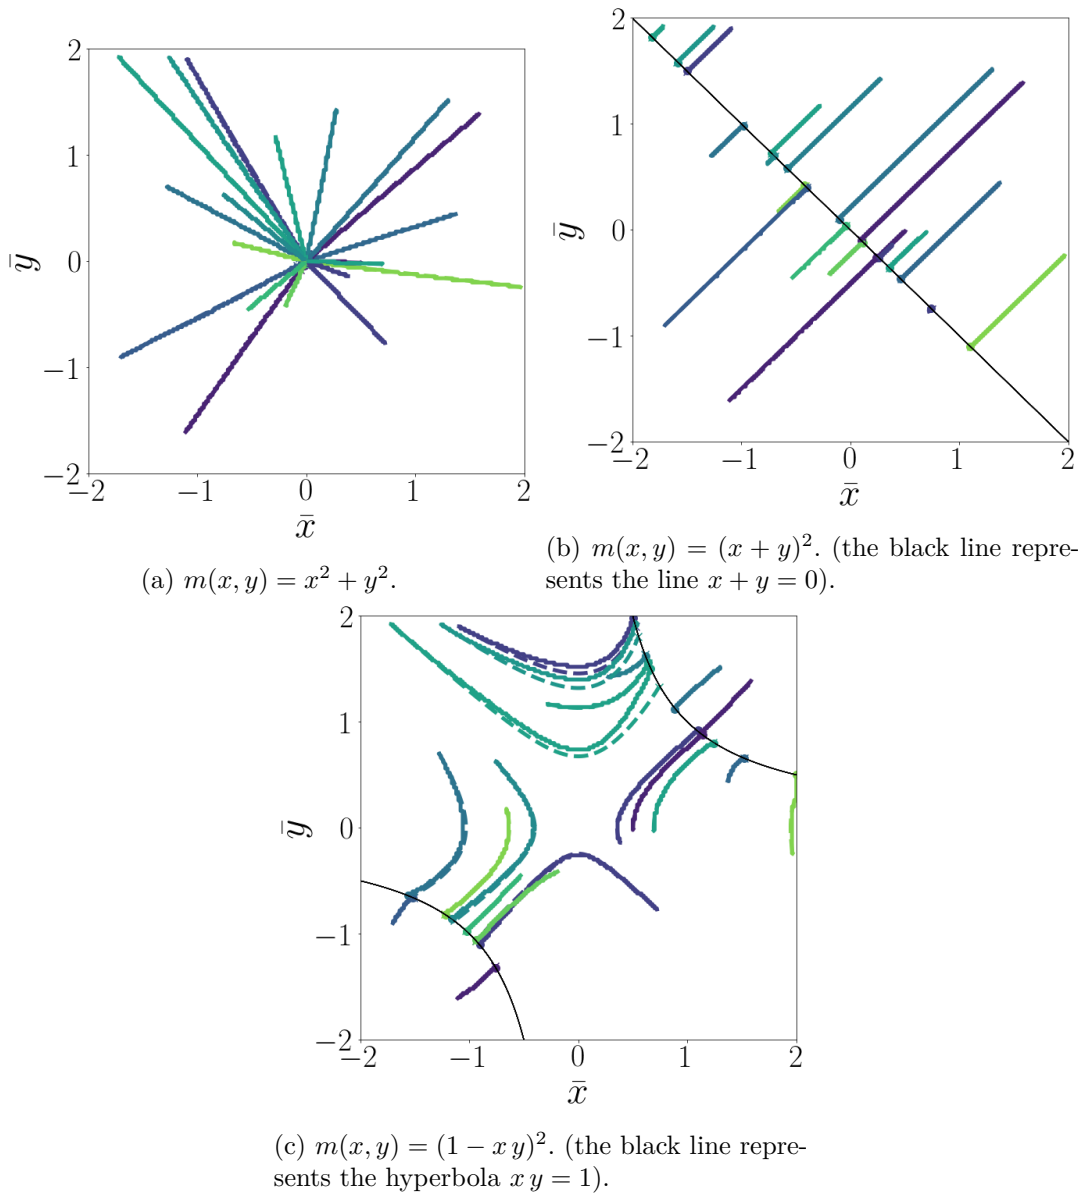 2
1
0
−1
−2
ȳ
−2
−1
0
1
2
x̄
(a) m(x, y) = x² + y².
2
1
0
−1
−2
ȳ
−2
−1
0
1
2
x̄
(b) m(x, y) = (x + y)². (the black line repre-
sents the line x + y = 0).
2
1
0
−1
−2
ȳ
−2
−1
0
1
2
x̄
(c) m(x, y) = (1 − x y)². (the black line repre-
sents the hyperbola x y = 1).